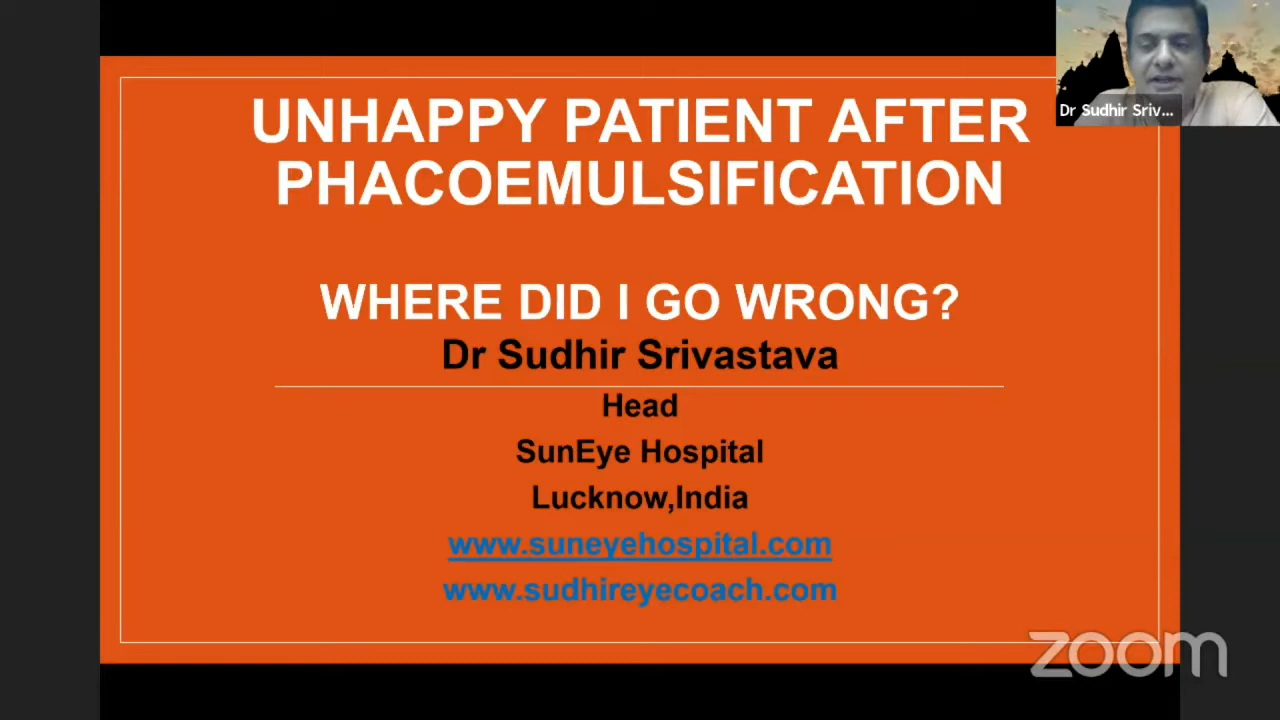 UNHAPPY PATIENT AFTER
PHACOEMULSIFICATION
WHERE DID I GO WRONG?
Dr Sudhir Srivastava
Head
SunEye Hospital
Lucknow,India
www.suneyehospital.com
www.sudhireyecoach.com
Dr Sudhir Sriv...
zoom